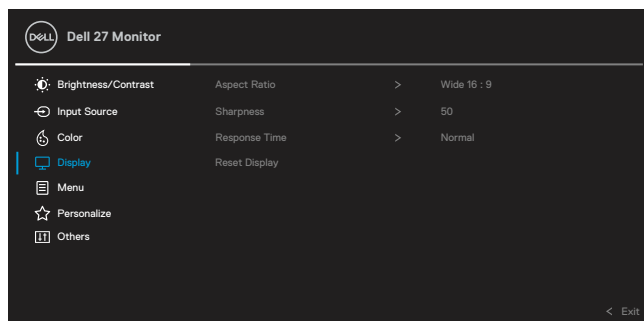 DELL
Dell 27 Monitor
Brightness/Contrast Aspect Ratio > Wide 16 : 9
Input Source Sharpness > 50
Color Response Time > Normal
Display Reset Display
Menu
Personalize
Others
< Exit